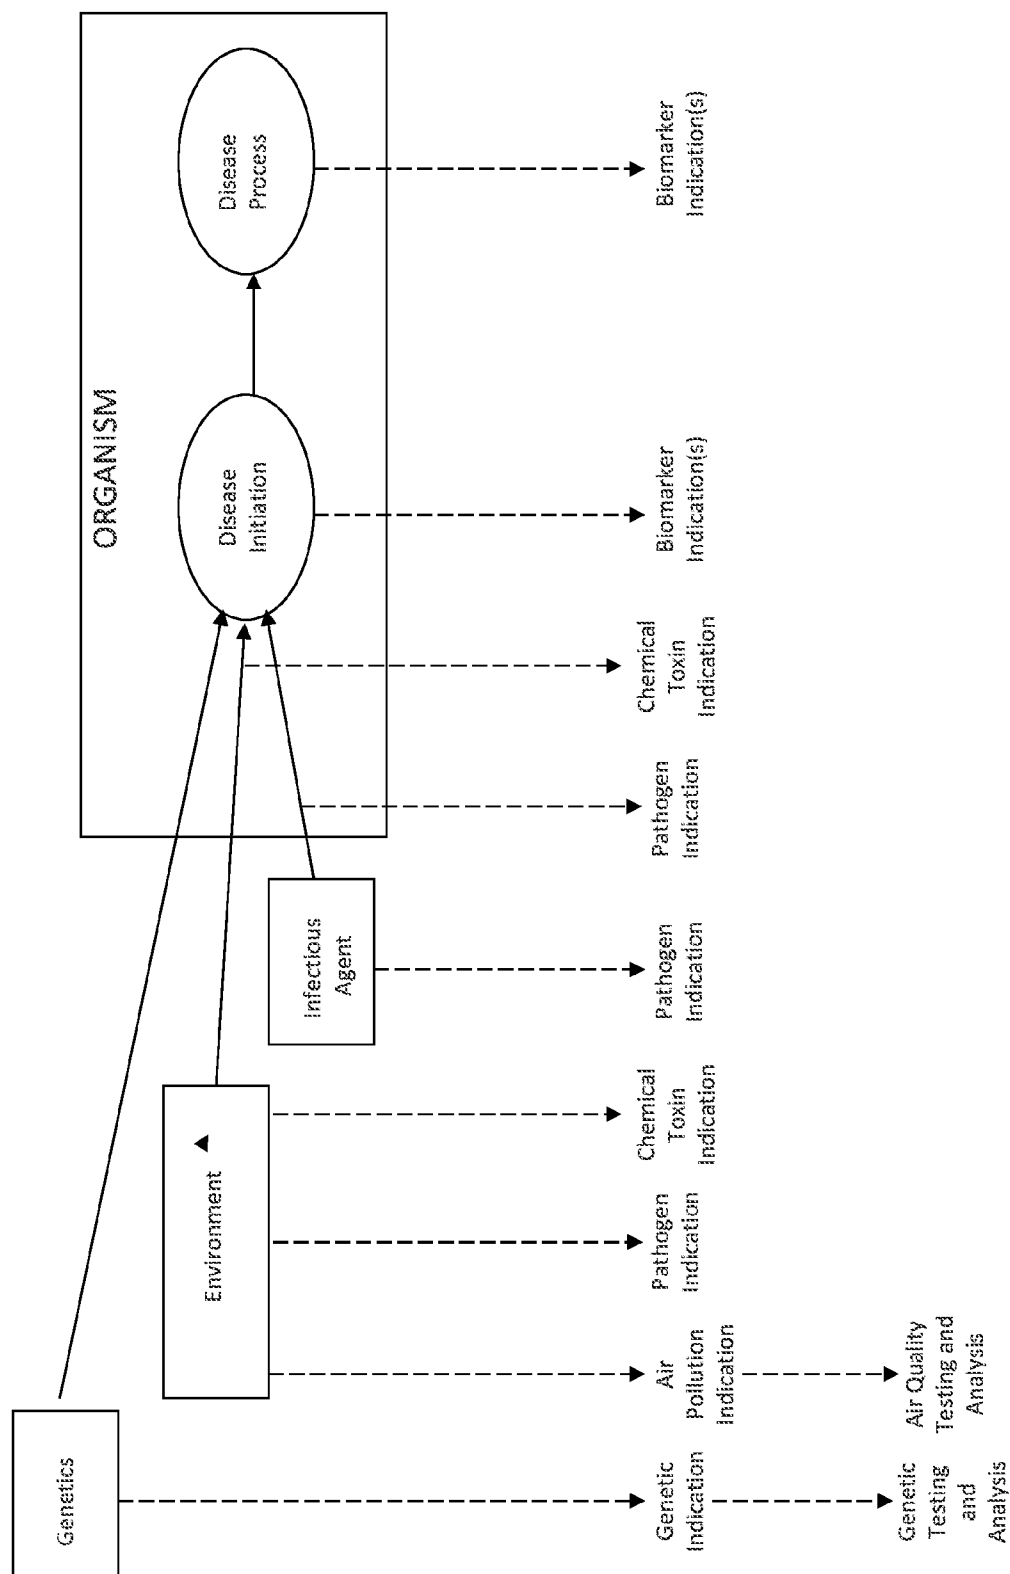 ORGANISM
Genetics
Environment
Infectious
Agent
Disease
Initiation
Disease
Process
Genetic
Indication
Air
Pollution
Indication
Pathogen
Indication
Chemical
Toxin
Indication
Pathogen
Indication
Pathogen
Indication
Chemical
Toxin
Indication
Biomarker
Indication(s)
Biomarker
Indication(s)
Genetic
Testing
and
Analysis
Air Quality
Testing and
Analysis